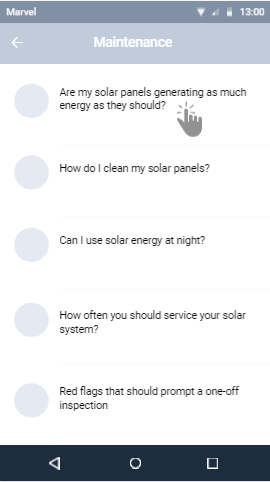 Marvel 13:00
Maintenance
Are my solar panels generating as much
energy as they should?
How do I clean my solar panels?
Can I use solar energy at night?
How often you should service your solar
system?
Red flags that should prompt a one-off
inspection